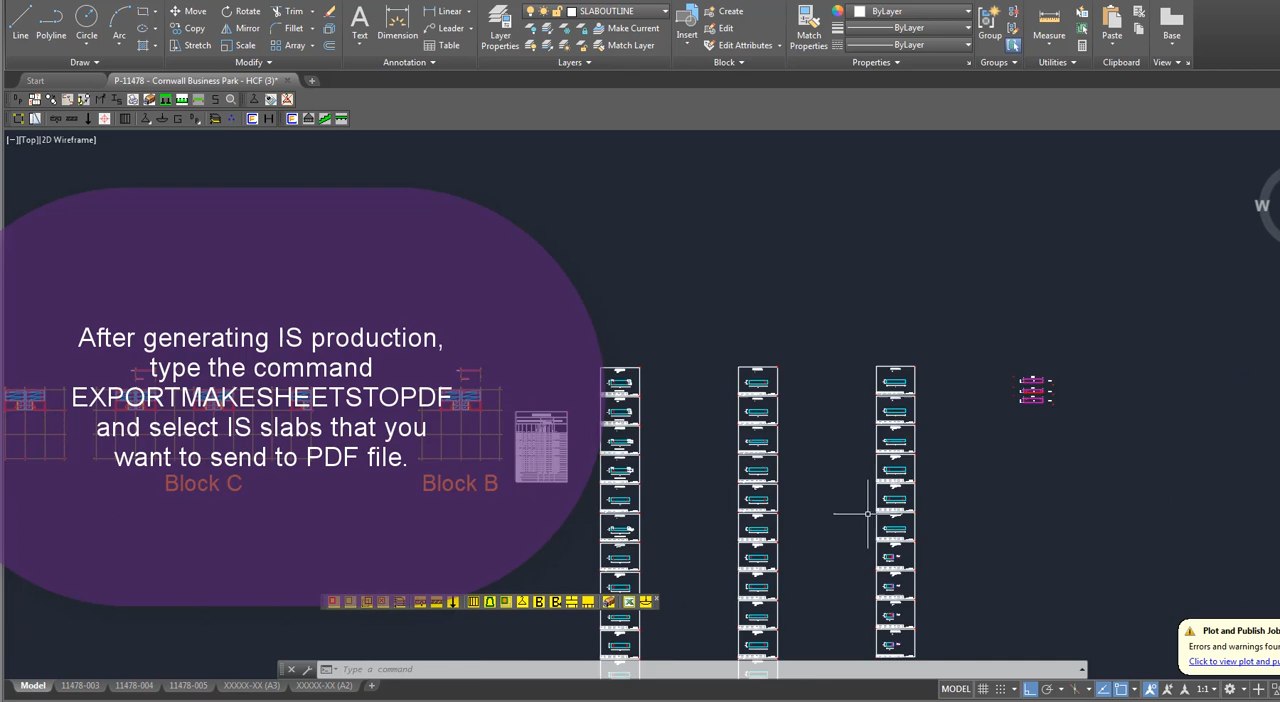 Line
Polyline
Circle
Arc
Move
Rotate
Trim
Copy
Mirror
Fillet
Stretch
Scale
Array
Text
Dimension
Linear
Leader
Table
Layer
Properties
SLABOUTLINE
Make Current
Match Layer
Insert
Create
Edit
Edit Attributes
Match
Properties
ByLayer
ByLayer
ByLayer
Group
Measure
Paste
Base
Draw
Modify
Annotation
Layers
Block
Properties
Groups
Utilities
Clipboard
View
Start
P-11478 - Cornwall Business Park - HCF (3)*
[−][Top][2D Wireframe]
W
After generating IS production,
type the command
EXPORTMAKESHEETSTOPDF
and select IS slabs that you
want to send to PDF file.
Block C
Block B
Plot and Publish Job
Errors and warnings foun
Click to view plot and pu
Type a command
Model
11478-003
11478-004
11478-005
XXXXX-XX (A3)
XXXXX-XX (A2)
MODEL
1:1